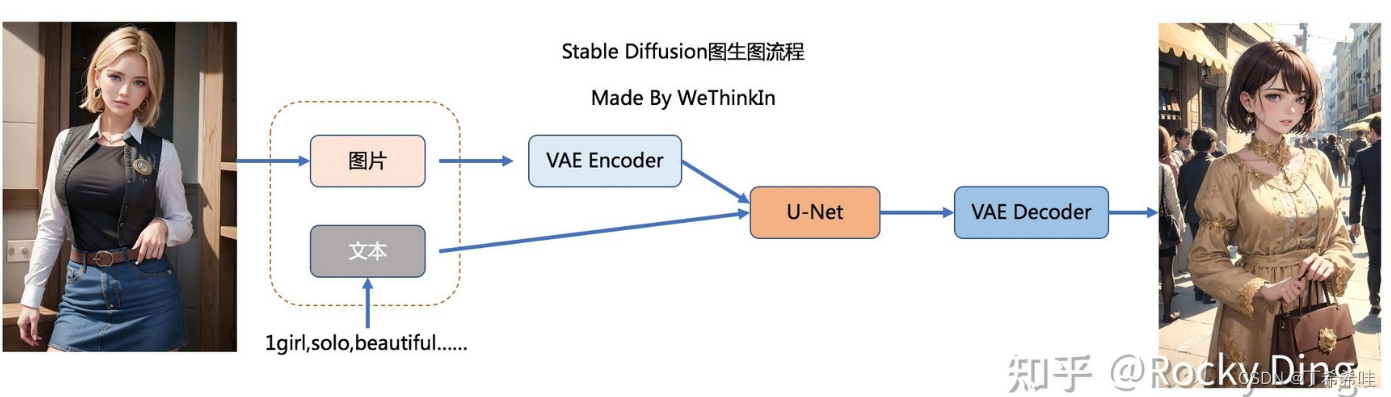 Stable Diffusion图生图流程
Made By WeThinkIn
图片
VAE Encoder
U-Net
VAE Decoder
文本
1girl,solo,beautiful......
知乎 @Rocky Ding
CSDN @丁希希哇